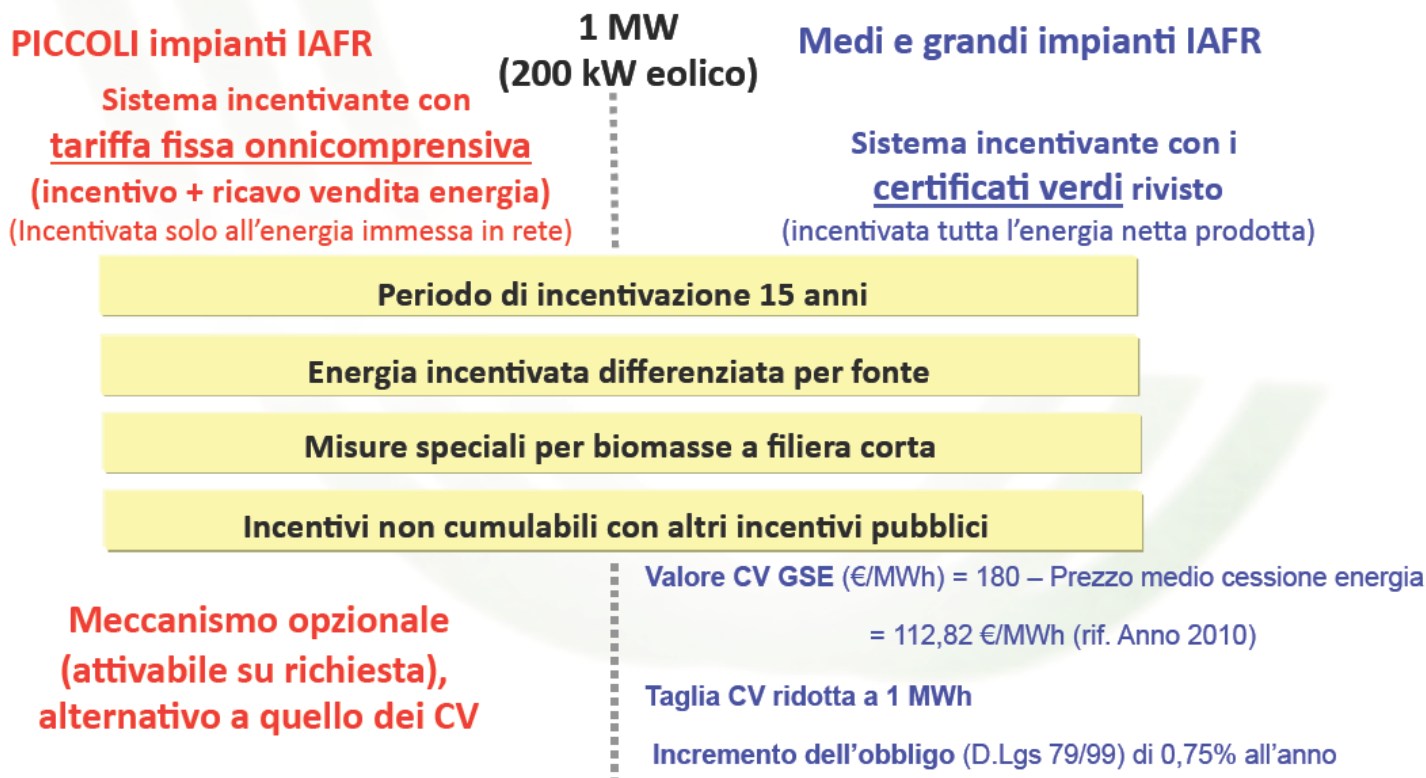 PICCOLI impianti IAFR
Sistema incentivante con
tariffa fissa onnicomprensiva
(incentivo + ricavo vendita energia)
(Incentivata solo all'energia immessa in rete)
1 MW
(200 kW eolico)
Medi e grandi impianti IAFR
Sistema incentivante con i
certificati verdi rivisto
(incentivata tutta l'energia netta prodotta)
Periodo di incentivazione 15 anni
Energia incentivata differenziata per fonte
Misure speciali per biomasse a filiera corta
Incentivi non cumulabili con altri incentivi pubblici
Meccanismo opzionale
(attivabile su richiesta),
alternativo a quello dei CV
Valore CV GSE (€/MWh) = 180 – Prezzo medio cessione energia
= 112,82 €/MWh (rif. Anno 2010)
Taglia CV ridotta a 1 MWh
Incremento dell'obbligo (D.Lgs 79/99) di 0,75% all'anno